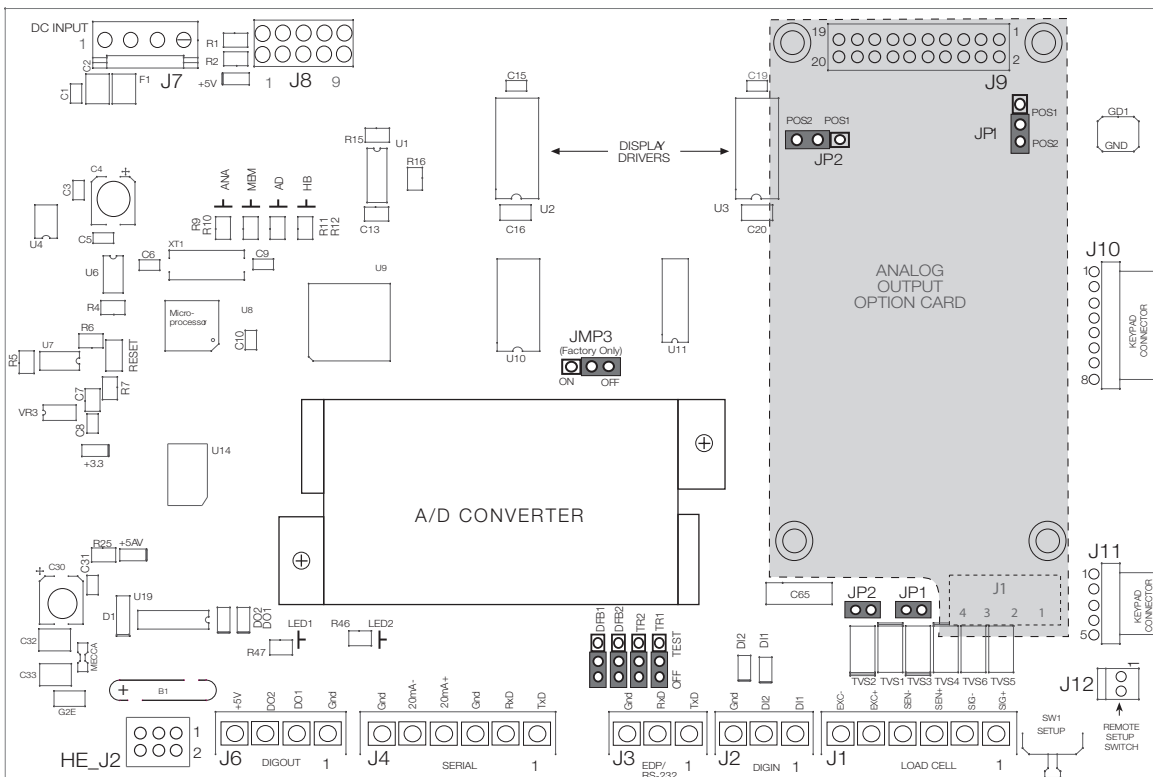 DC INPUT
1
C2
J7
F1
C1
R1
R2
+5V
1
J8
9
C15
C19
19
1
20
2
J9
POS1
JP1
POS2
POS2
POS1
JP2
GD1
GND
DISPLAY
DRIVERS
R15
U1
R16
C13
U2
C16
U3
C20
C4
+
C3
U4
C5
ANA
MEM
AD
HB
R9
R10
R11
R12
XT1
U6
C6
C9
R4
Micro-
processor
U8
C10
U9
U10
U11
JMP3
(Factory Only)
ON
OFF
ANALOG
OUTPUT
OPTION CARD
J10
1
8
KEYPAD
CONNECTOR
R6
U7
R5
RESET
R7
C7
VR3
C8
+3.3
U14
A/D CONVERTER
R25
+5AV
+
C30
C31
D1
U19
DO2
DO1
C32
MECCA
C33
G2E
+
B1
R47
LED1
R46
LED2
DFB1
DFB2
TR2
TR1
TEST
OFF
DI2
DI1
C65
JP2
JP1
J1
4
3
2
1
TVS2
TVS1
TVS3
TVS4
TVS6
TVS5
J11
1
5
KEYPAD
CONNECTOR
J12
1
REMOTE
SETUP
SWITCH
SW1
SETUP
HE_J2
1
2
+5V
DO2
DO1
Gnd
J6
DIGOUT
1
Gnd
20mA-
20mA+
Gnd
RxD
TxD
J4
SERIAL
1
Gnd
RxD
TxD
J3
EDP/
RS-232
1
Gnd
DI2
DI1
J2
DIGIN
1
EXC-
EXC+
SEN-
SEN+
SIG-
SIG+
J1
LOAD CELL
1